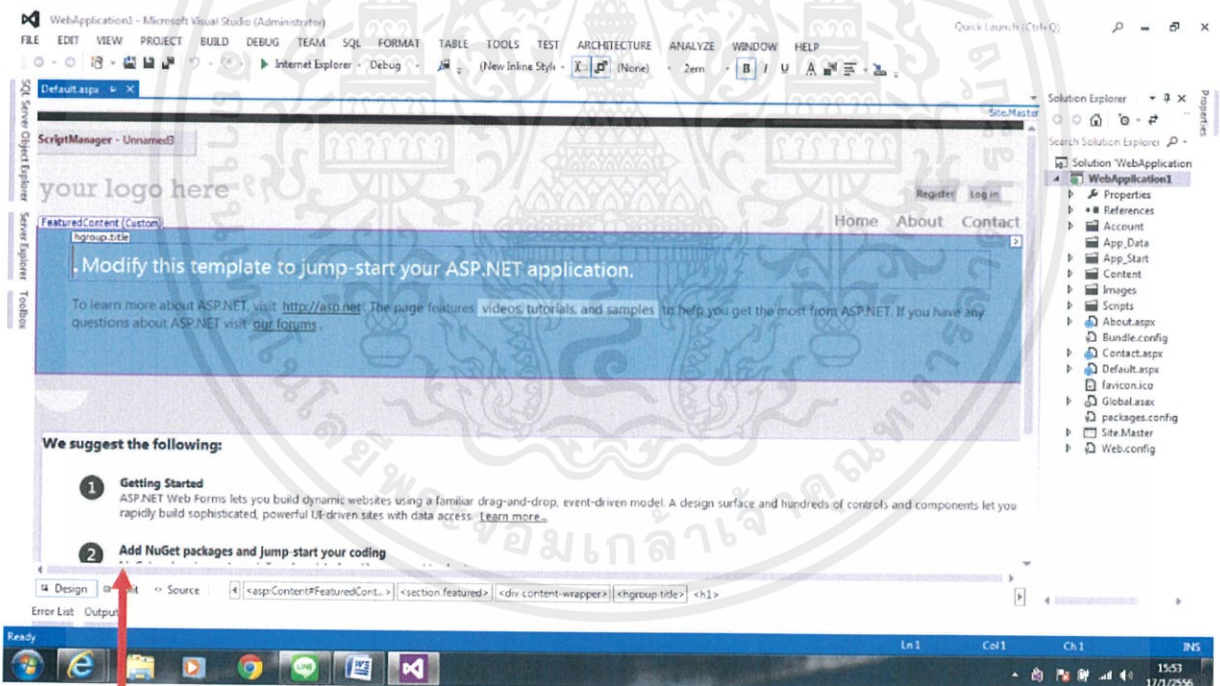 WebApplication1 - Microsoft Visual Studio (Administrator)
Quick Launch (Ctrl+Q)
FILE EDIT VIEW PROJECT BUILD DEBUG TEAM SQL FORMAT TABLE TOOLS TEST ARCHITECTURE ANALYZE WINDOW HELP
Internet Explorer Debug (New Inline Style (None) 2em B I U A
Default.aspx
SQL Server Object Explorer
Server Explorer
Toolbox
Site.Master
ScriptManager - Unnamed3
your logo here
Register Log in
Home About Contact
FeaturedContent (Custom)
hgroup.title
. Modify this template to jump-start your ASP.NET application.
To learn more about ASP.NET, visit http://asp.net. The page features videos, tutorials, and samples to help you get the most from ASP.NET. If you have any
questions about ASP.NET visit our forums.
We suggest the following:
1 Getting Started
ASP.NET Web Forms lets you build dynamic websites using a familiar drag-and-drop, event-driven model. A design surface and hundreds of controls and components let you
rapidly build sophisticated, powerful UI-driven sites with data access. Learn more...
2 Add NuGet packages and jump-start your coding
Design Source <asp:Content#FeaturedCont...> <section.featured> <div.content-wrapper> <hgroup.title> <h1>
Error List Output
Solution Explorer
Properties
Search Solution Explorer
Solution 'WebApplication
WebApplication1
Properties
References
Account
App_Data
App_Start
Content
Images
Scripts
About.aspx
Bundle.config
Contact.aspx
Default.aspx
favicon.ico
Global.asax
packages.config
Site.Master
Web.config
Ready Ln 1 Col 1 Ch 1 INS
15:53
17/1/2556